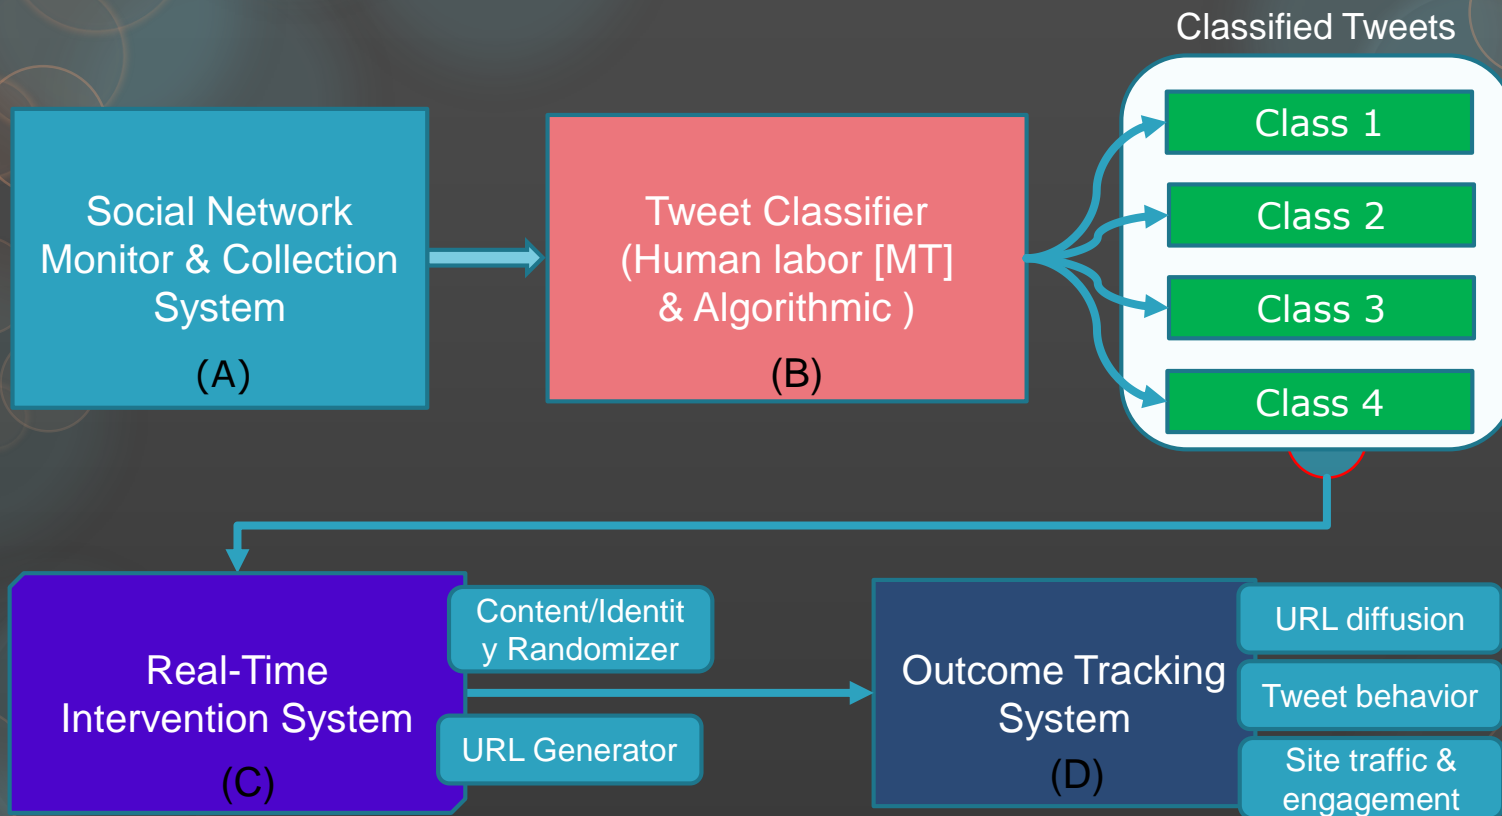 Classified Tweets
Social Network
Monitor & Collection
System
(A)
Tweet Classifier
(Human labor [MT]
& Algorithmic )
(B)
Class 1
Class 2
Class 3
Class 4
Real-Time
Intervention System
(C)
Content/Identit
y Randomizer
URL Generator
Outcome Tracking
System
(D)
URL diffusion
Tweet behavior
Site traffic &
engagement